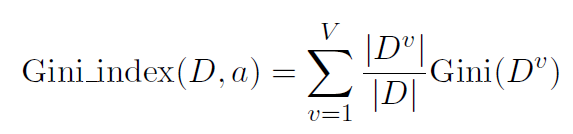 Gini_index(D, a) = \sum_{v=1}^{V} \frac{|D^v|}{|D|} Gini(D^v)